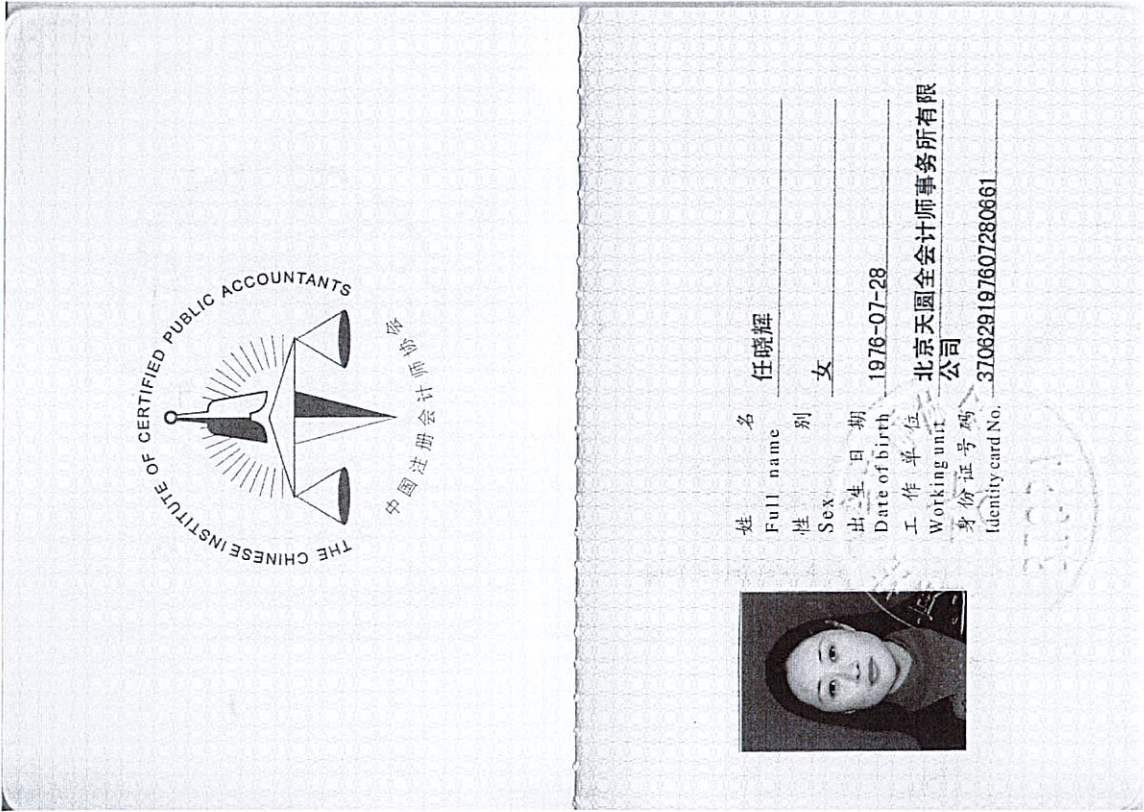 THE CHINESE INSTITUTE OF CERTIFIED PUBLIC ACCOUNTANTS
中国注册会计师协会
姓名 任晓辉
Full name
性别 女
Sex
出生日期 1976-07-28
Date of birth
工作单位 北京天圆全会计师事务所有限
Working unit 公司
身份证号码 370629197607280661
Identity card No.